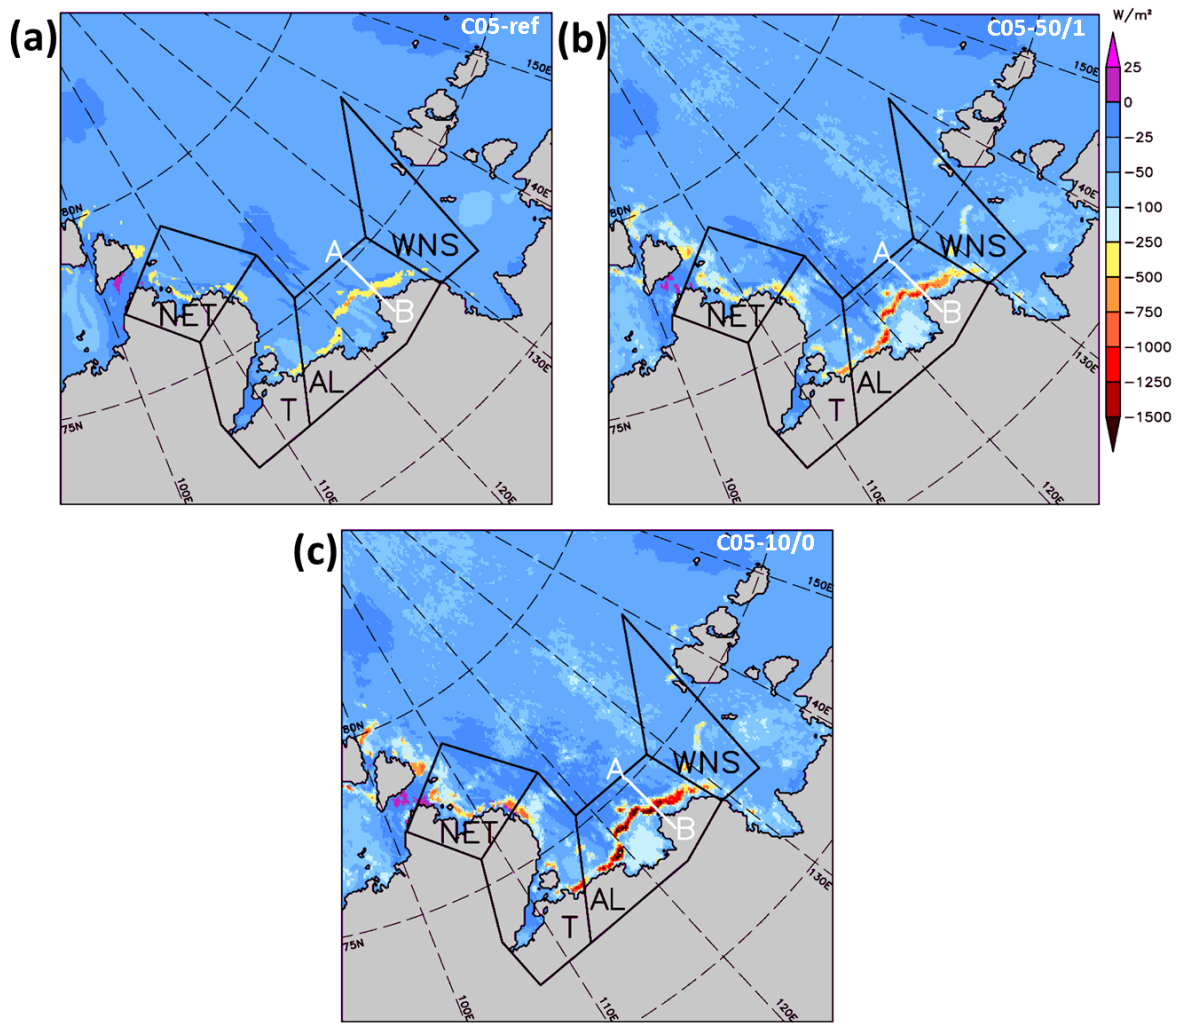 (a)
C05-ref
150E
140E
80N
A
WNS
NET
B
AL
T
130E
75N
100E
110E
120E
(b)
C05-50/1
150E
40E
80N
A
WNS
NET
B
AL
T
130E
75N
100E
110E
120E
W/m²
25
0
−25
−50
−100
−250
−500
−750
−1000
−1250
−1500
(c)
C05-10/0
150E
40E
80N
A
WNS
NET
B
AL
T
130E
75N
100E
110E
120E